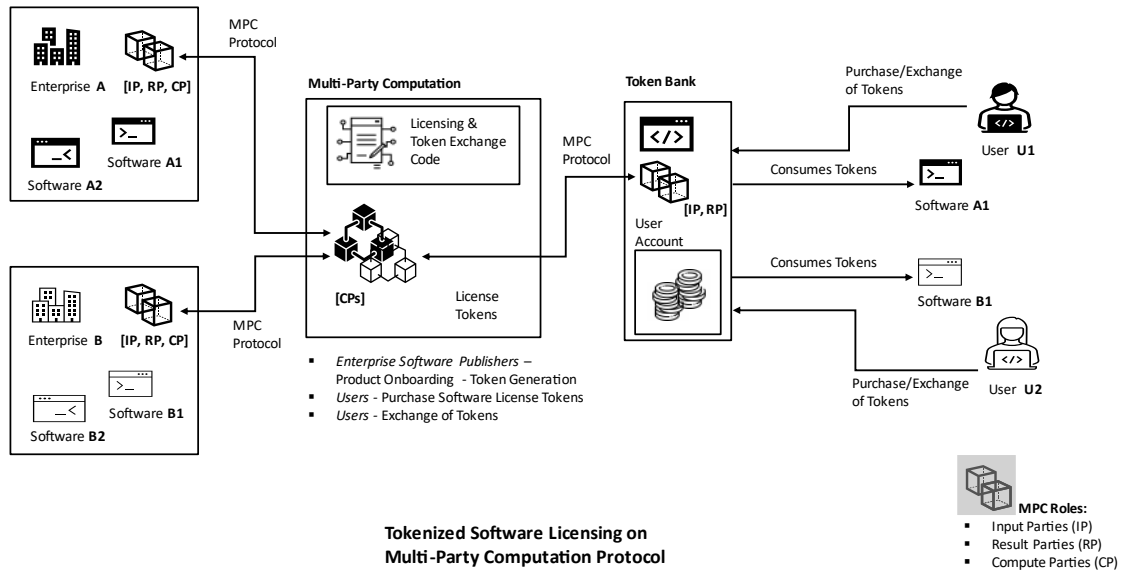 MPC
Protocol
Enterprise A
[IP, RP, CP]
>_
Software A1
_<
Software A2
Enterprise B
[IP, RP, CP]
MPC
Protocol
>_
Software B1
_<
Software B2
Multi-Party Computation
Licensing &
Token Exchange
Code
[CPs]
License
Tokens
▪ Enterprise Software Publishers –
Product Onboarding - Token Generation
▪ Users - Purchase Software License Tokens
▪ Users - Exchange of Tokens
MPC
Protocol
Token Bank
</>
[IP, RP]
User
Account
Purchase/Exchange
of Tokens
</>
User U1
Consumes Tokens
>_
Software A1
Consumes Tokens
>_
Software B1
</>
Purchase/Exchange
of Tokens
User U2
Tokenized Software Licensing on
Multi-Party Computation Protocol
MPC Roles:
▪ Input Parties (IP)
▪ Result Parties (RP)
▪ Compute Parties (CP)